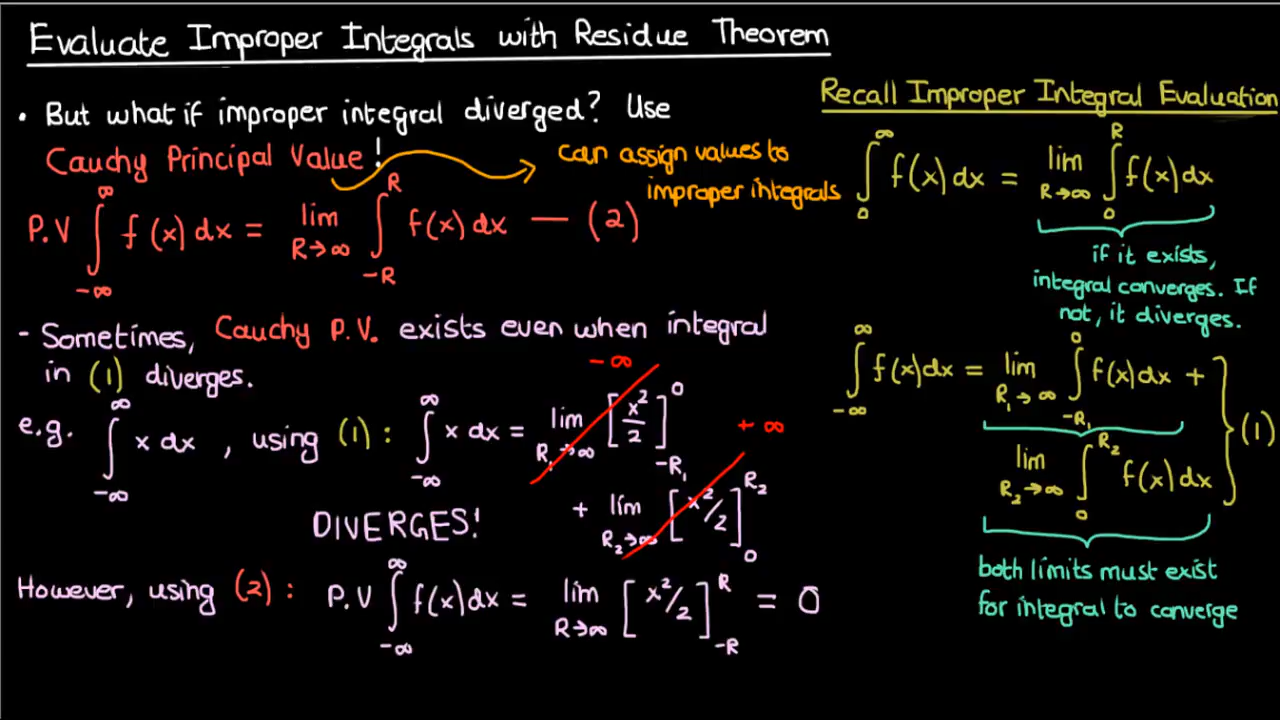 Evaluate Improper Integrals with Residue Theorem
• But what if improper integral diverged? Use
Cauchy Principal Value!
can assign values to
improper integrals
P.V ∫_{-∞}^{∞} f(x) dx = lim_{R→∞} ∫_{-R}^{R} f(x) dx — (2)
- Sometimes, Cauchy P.V. exists even when integral
in (1) diverges.
e.g. ∫_{-∞}^{∞} x dx , using (1) : ∫_{-∞}^{∞} x dx = lim_{R₁→∞} [x²/2]_{-R₁}^{0}
-∞
+ lim_{R₂→∞} [x²/2]_{0}^{R₂}
+∞
DIVERGES!
However, using (2) : P.V ∫_{-∞}^{∞} f(x) dx = lim_{R→∞} [x²/2]_{-R}^{R} = 0
Recall Improper Integral Evaluation
∫_{0}^{∞} f(x) dx = lim_{R→∞} ∫_{0}^{R} f(x) dx
if it exists,
integral converges. If
not, it diverges.
∫_{-∞}^{∞} f(x) dx = lim_{R₁→∞} ∫_{-R₁}^{0} f(x) dx +
lim_{R₂→∞} ∫_{0}^{R₂} f(x) dx
} (1)
both limits must exist
for integral to converge